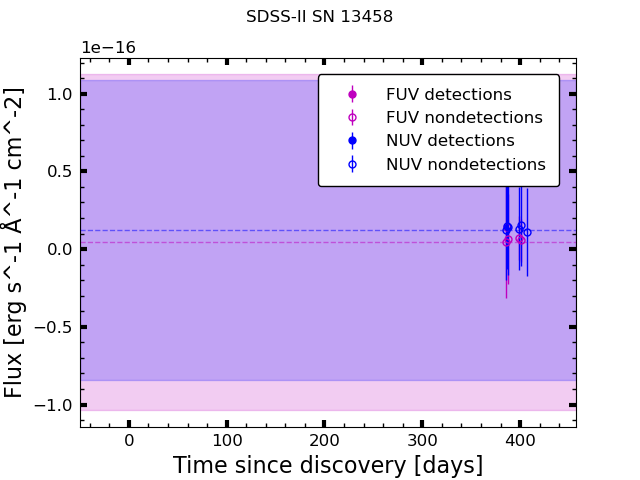 SDSS-II SN 13458
1e−16
FUV detections
FUV nondetections
NUV detections
NUV nondetections
1.0
0.5
0.0
−0.5
−1.0
Flux [erg s^-1 Å^-1 cm^-2]
0
100
200
300
400
Time since discovery [days]